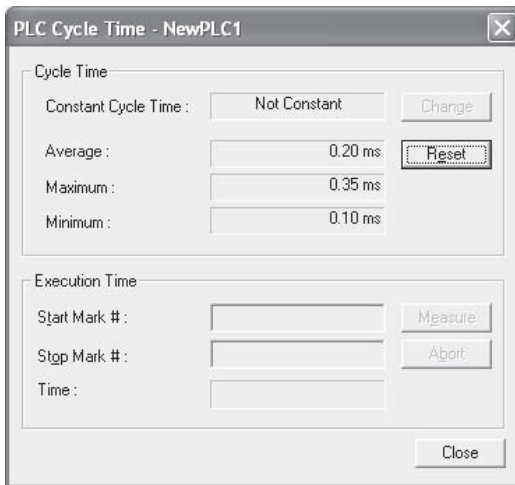 PLC Cycle Time - NewPLC1
Cycle Time
Constant Cycle Time : Not Constant Change
Average : 0.20 ms Reset
Maximum : 0.35 ms
Minimum : 0.10 ms
Execution Time
Start Mark # : Measure
Stop Mark # : Abort
Time :
Close